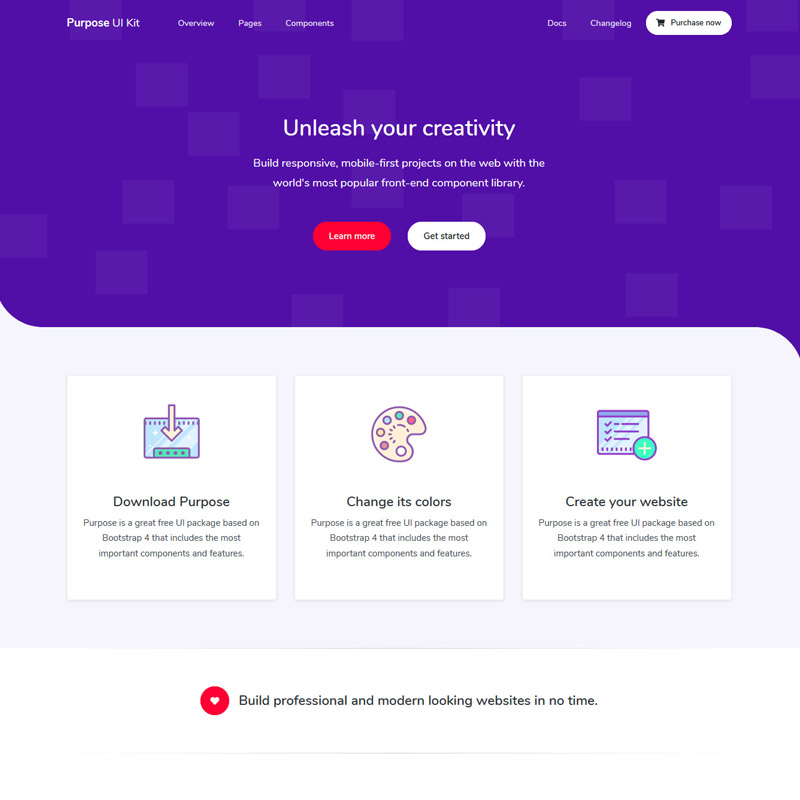 Purpose UI Kit
Overview
Pages
Components
Docs
Changelog
Purchase now
Unleash your creativity
Build responsive, mobile-first projects on the web with the
world's most popular front-end component library.
Learn more
Get started
Download Purpose
Purpose is a great free UI package based on
Bootstrap 4 that includes the most
important components and features.
Change its colors
Purpose is a great free UI package based on
Bootstrap 4 that includes the most
important components and features.
Create your website
Purpose is a great free UI package based on
Bootstrap 4 that includes the most
important components and features.
Build professional and modern looking websites in no time.